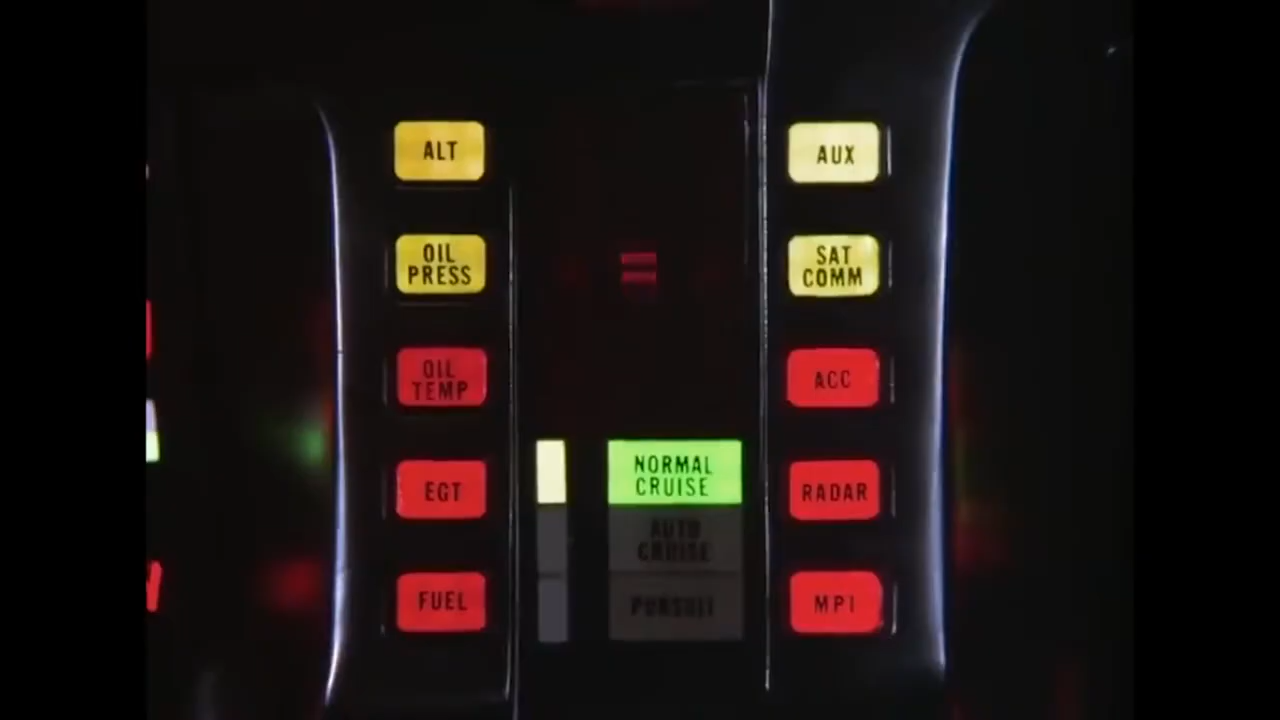 ALT
OIL
PRESS
OIL
TEMP
EGT
FUEL
NORMAL
CRUISE
AUTO
CRUISE
PURSUIT
AUX
SAT
COMM
ACC
RADAR
MPI